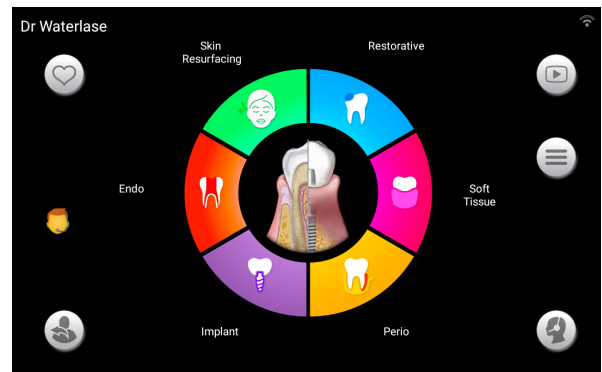 Dr Waterlase
Skin
Resurfacing
Restorative
Endo
Soft
Tissue
Implant
Perio